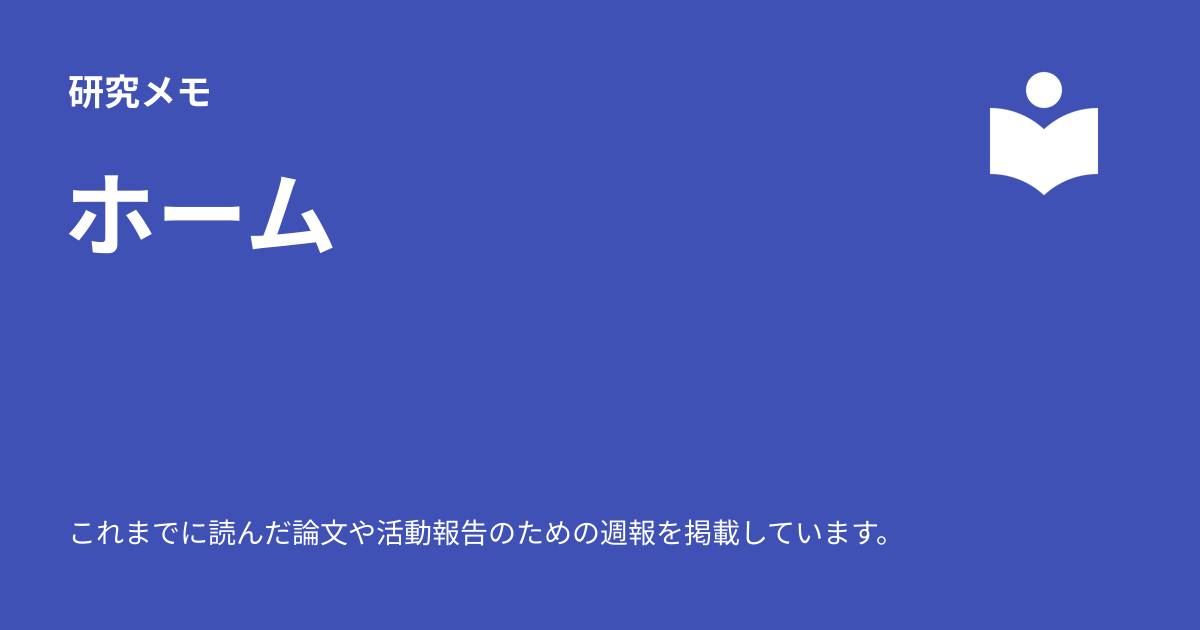 研究メモ
ホーム
これまでに読んだ論文や活動報告のための週報を掲載しています。